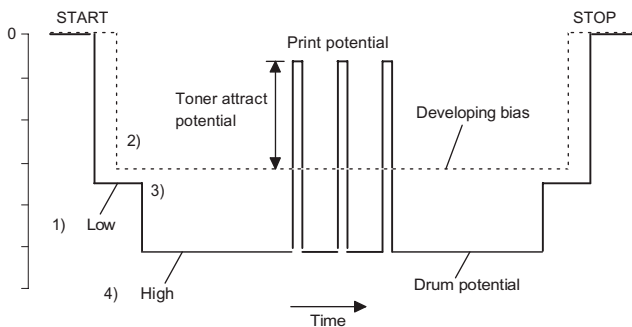 START
STOP
0
Print potential
Toner attract
potential
Developing bias
2)
3)
1)
Low
4)
High
Drum potential
Time